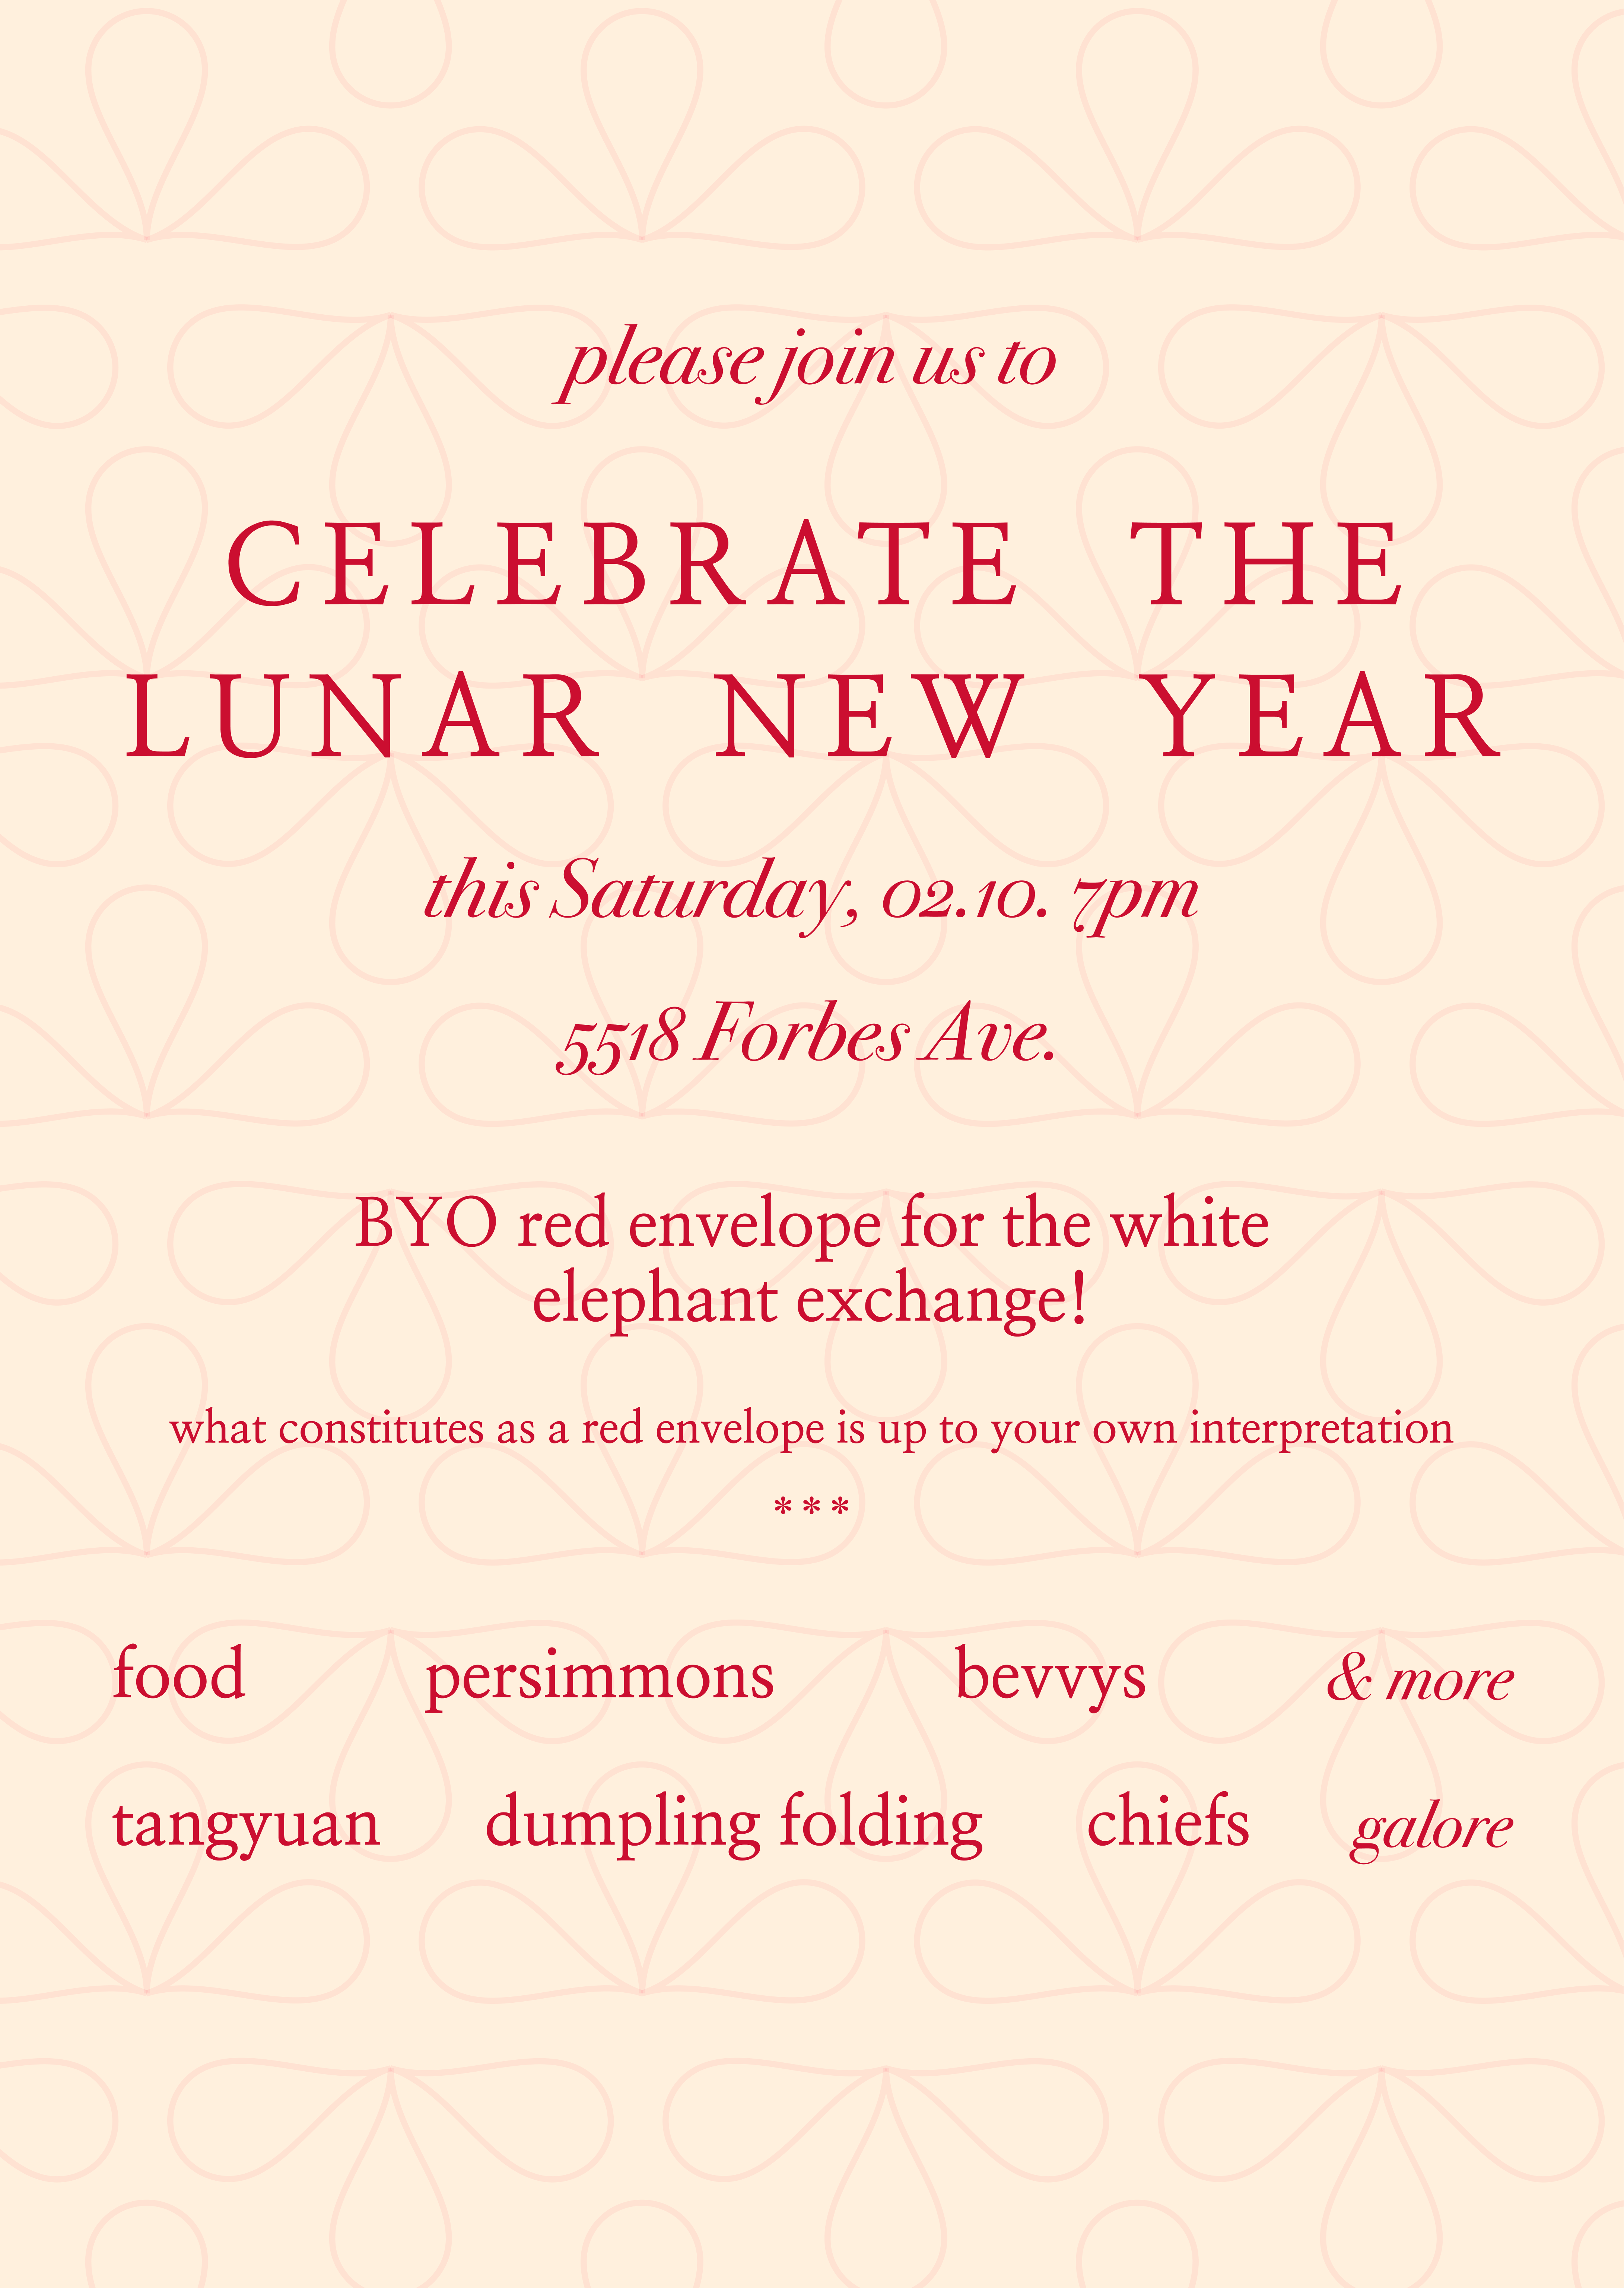 please join us to
CELEBRATE THE
LUNAR NEW YEAR
this Saturday, 02.10. 7pm
5518 Forbes Ave.
BYO red envelope for the white
elephant exchange!
what constitutes as a red envelope is up to your own interpretation
***
food persimmons bevvys & more
tangyuan dumpling folding chiefs galore